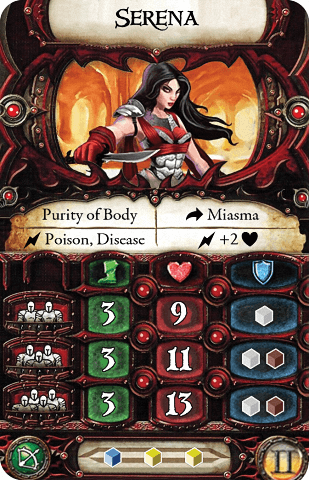 SERENA
Purity of Body
Miasma
Poison, Disease
+2
3 9
3 11
3 13
II